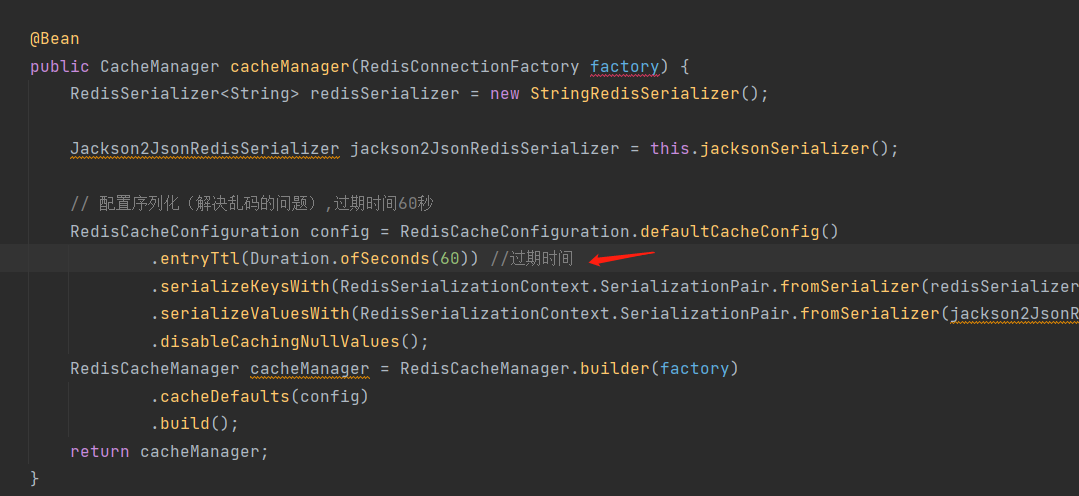 @Bean
public CacheManager cacheManager(RedisConnectionFactory factory) {
RedisSerializer<String> redisSerializer = new StringRedisSerializer();
Jackson2JsonRedisSerializer jackson2JsonRedisSerializer = this.jacksonSerializer();
// 配置序列化（解决乱码的问题）,过期时间60秒
RedisCacheConfiguration config = RedisCacheConfiguration.defaultCacheConfig()
.entryTtl(Duration.ofSeconds(60)) //过期时间
.serializeKeysWith(RedisSerializationContext.SerializationPair.fromSerializer(redisSerializer
.serializeValuesWith(RedisSerializationContext.SerializationPair.fromSerializer(jackson2JsonR
.disableCachingNullValues();
RedisCacheManager cacheManager = RedisCacheManager.builder(factory)
.cacheDefaults(config)
.build();
return cacheManager;
}